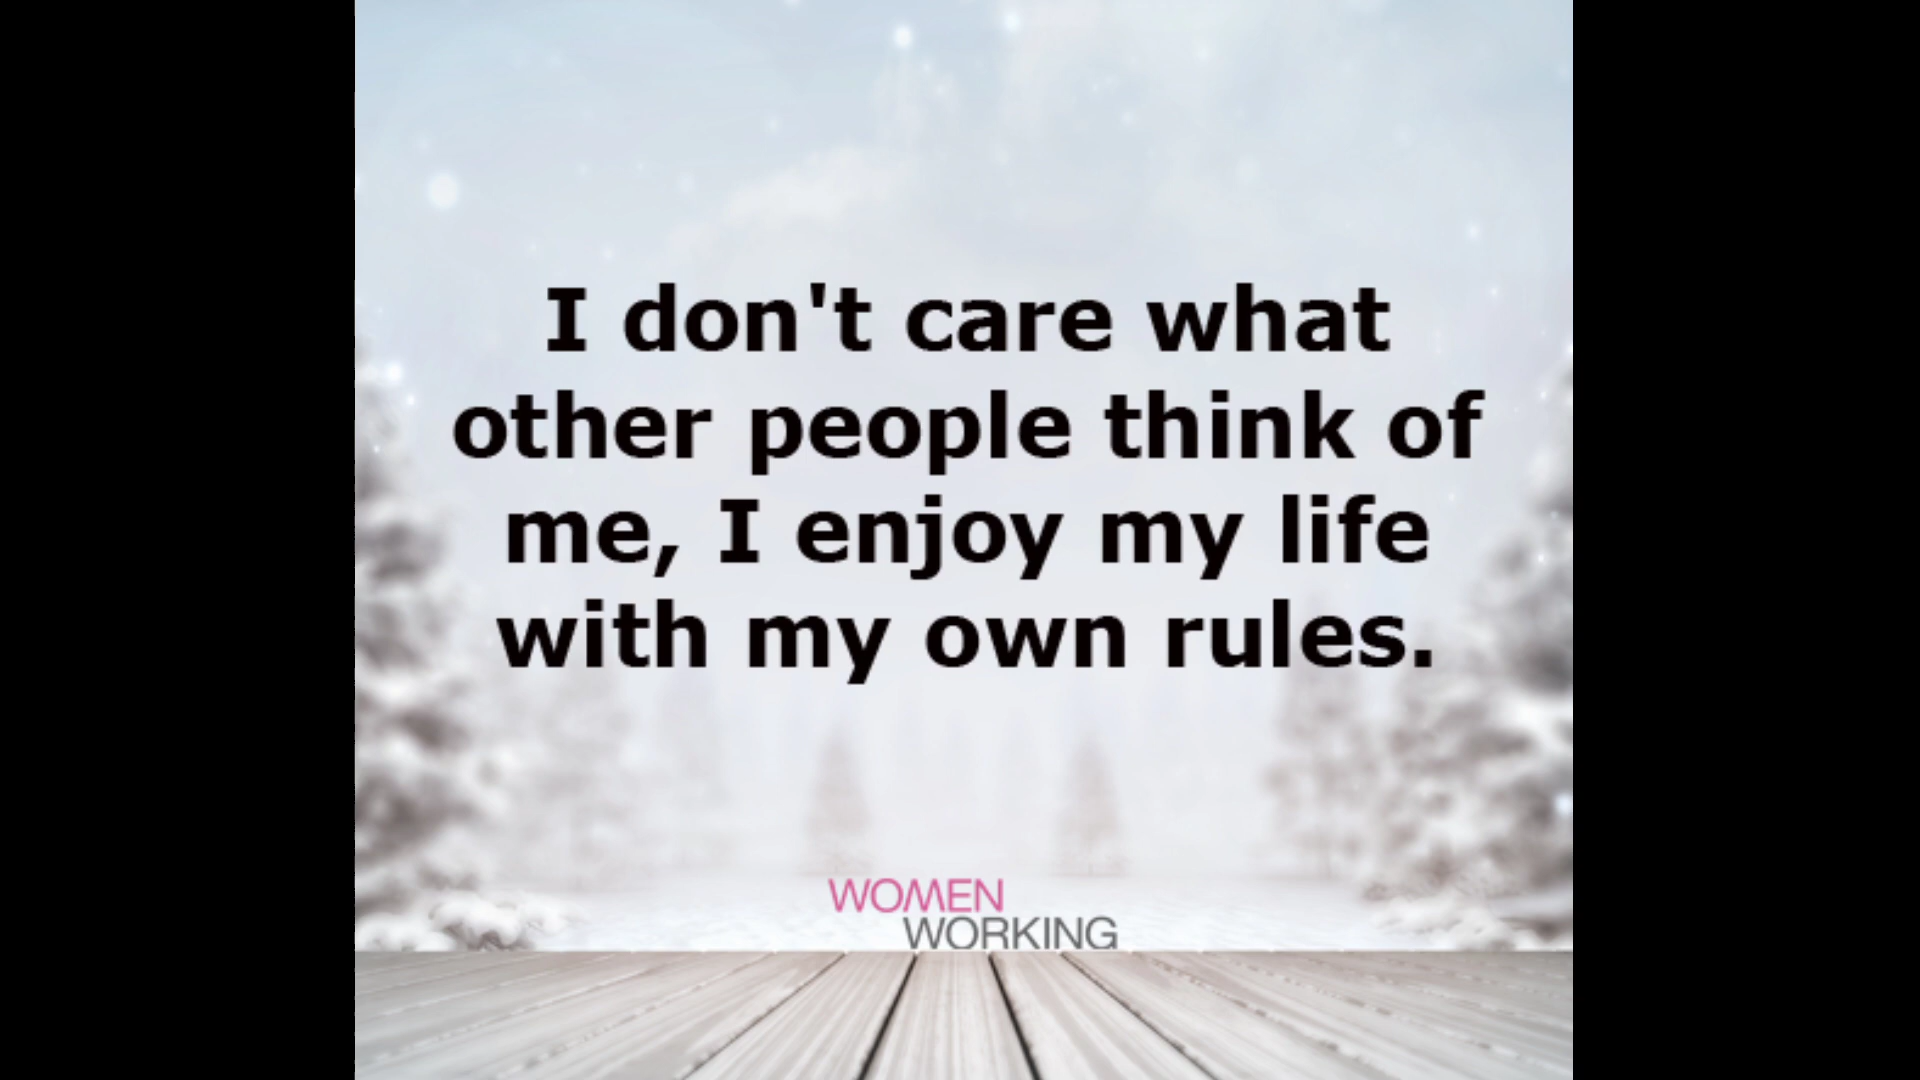 I don't care what
other people think of
me, I enjoy my life
with my own rules.
WOMEN
WORKING